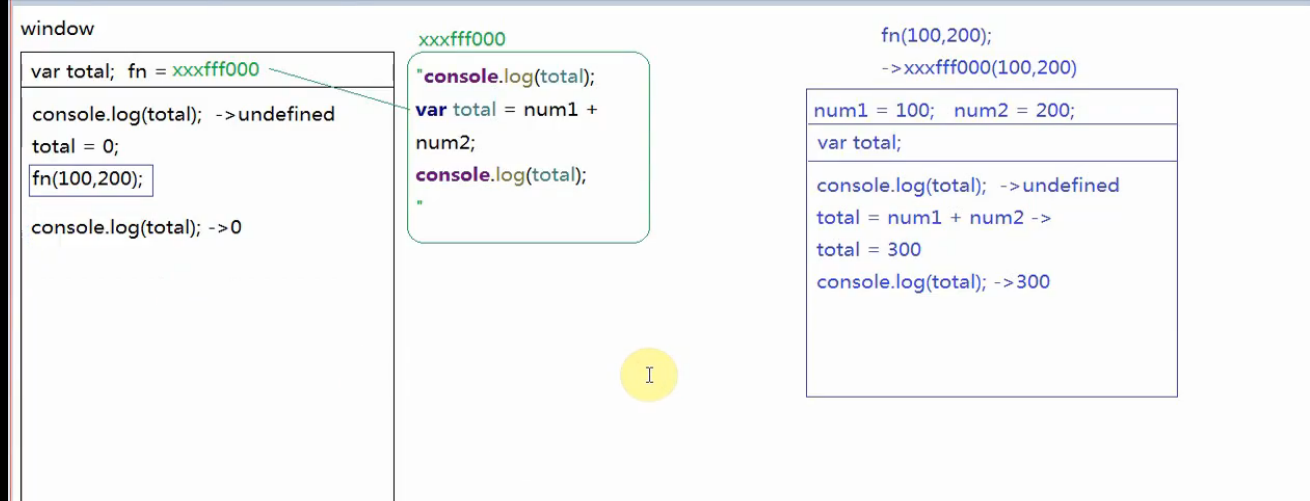 window
var total; fn = xxxfff000
console.log(total); ->undefined
total = 0;
fn(100,200);
console.log(total); ->0
xxxfff000
"console.log(total);
var total = num1 +
num2;
console.log(total);
"
fn(100,200);
->xxxfff000(100,200)
num1 = 100; num2 = 200;
var total;
console.log(total); ->undefined
total = num1 + num2 ->
total = 300
console.log(total); ->300